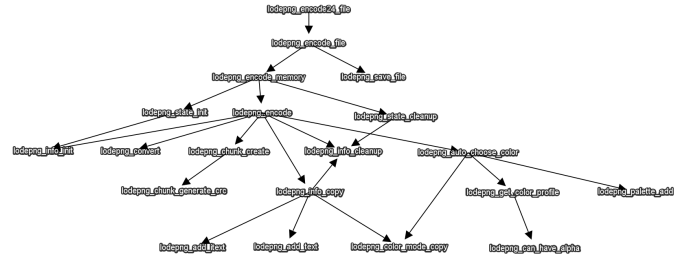 lodepng_encode24_file
lodepng_encode_file
lodepng_encode_memory
lodepng_save_file
lodepng_state_init
lodepng_encode
lodepng_state_cleanup
lodepng_info_init
lodepng_convert
lodepng_chunk_create
lodepng_info_cleanup
lodepng_auto_choose_color
lodepng_chunk_generate_crc
lodepng_info_copy
lodepng_get_color_profile
lodepng_palette_add
lodepng_add_itext
lodepng_add_text
lodepng_color_mode_copy
lodepng_can_have_alpha